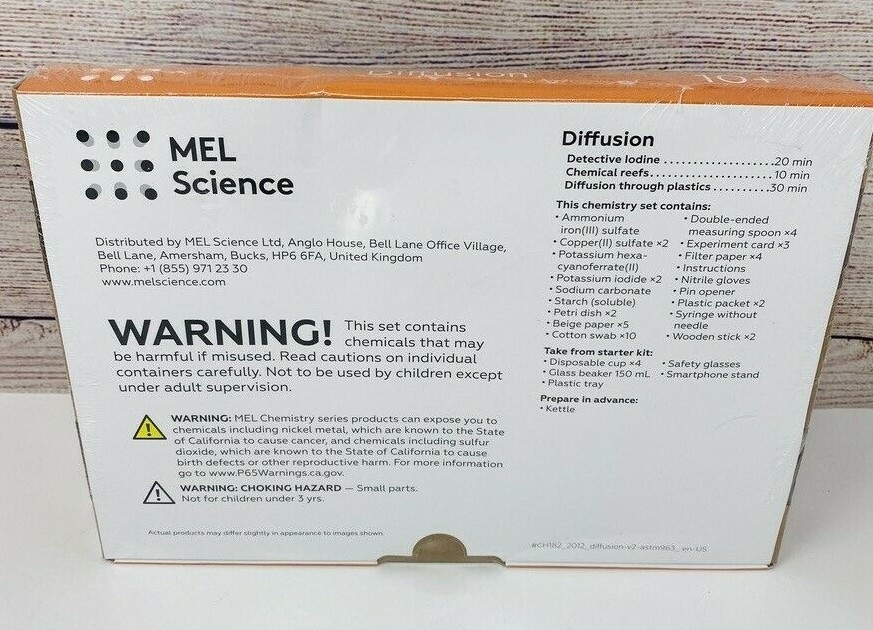 Diffusion
10+
MEL
Science
Distributed by MEL Science Ltd, Anglo House, Bell Lane Office Village,
Bell Lane, Amersham, Bucks, HP6 6FA, United Kingdom
Phone: +1 (855) 971 23 30
www.melscience.com
WARNING! This set contains
chemicals that may
be harmful if misused. Read cautions on individual
containers carefully. Not to be used by children except
under adult supervision.
WARNING: MEL Chemistry series products can expose you to
chemicals including nickel metal, which are known to the State
of California to cause cancer, and chemicals including sulfur
dioxide, which are known to the State of California to cause
birth defects or other reproductive harm. For more information
go to www.P65Warnings.ca.gov.
WARNING: CHOKING HAZARD — Small parts.
Not for children under 3 yrs.
Actual products may differ slightly in appearance to images shown.
Diffusion
Detective Iodine ...................20 min
Chemical reefs.....................10 min
Diffusion through plastics ..........30 min
This chemistry set contains:
• Ammonium
iron(III) sulfate
• Copper(II) sulfate ×2
• Potassium hexa-
cyanoferrate(II)
• Potassium iodide ×2
• Sodium carbonate
• Starch (soluble)
• Petri dish ×2
• Beige paper ×5
• Cotton swab ×10
• Double-ended
measuring spoon ×4
• Experiment card ×3
• Filter paper ×4
• Instructions
• Nitrile gloves
• Pin opener
• Plastic packet ×2
• Syringe without
needle
• Wooden stick ×2
Take from starter kit:
• Disposable cup ×4
• Glass beaker 150 mL
• Plastic tray
• Safety glasses
• Smartphone stand
Prepare in advance:
• Kettle
#CH182_2012_diffusion-v2-astm963_en-US